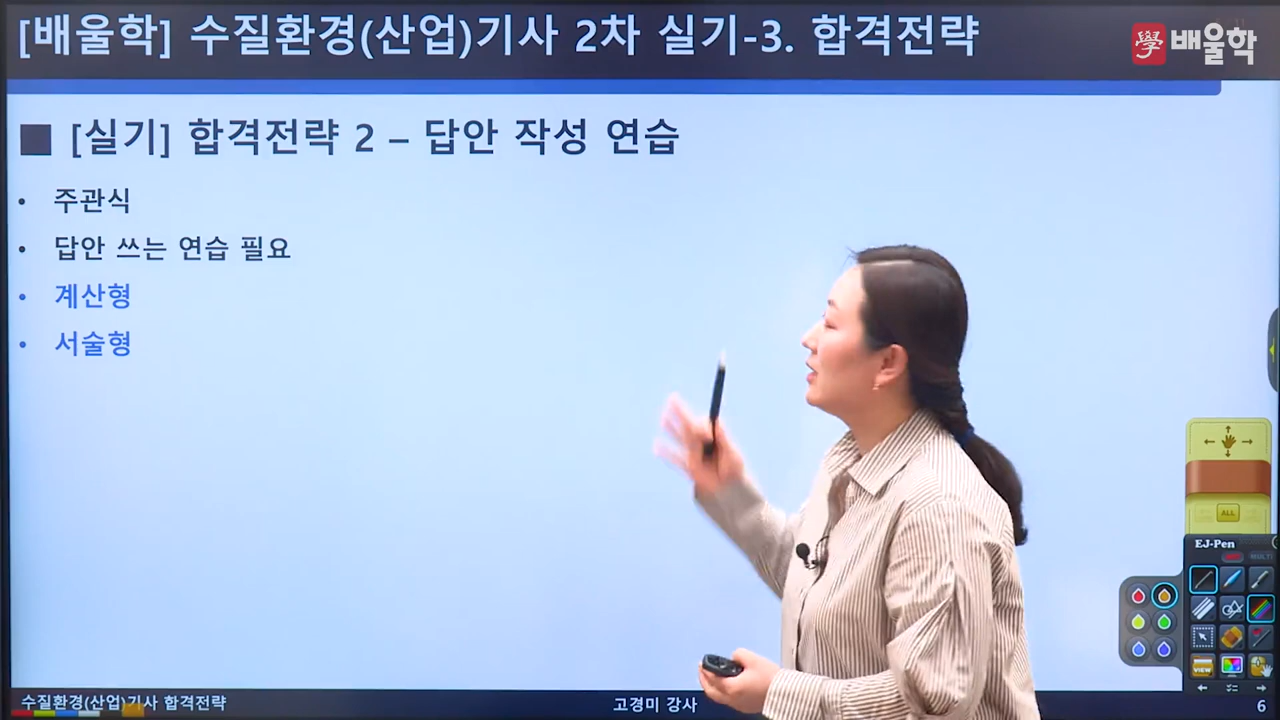 [배울학] 수질환경(산업)기사 2차 실기-3. 합격전략
學 배울학
■ [실기] 합격전략 2 – 답안 작성 연습
• 주관식
• 답안 쓰는 연습 필요
• 계산형
• 서술형
ALL
EJ-Pen
VIEW
수질환경(산업)기사 합격전략
고경미 강사
6